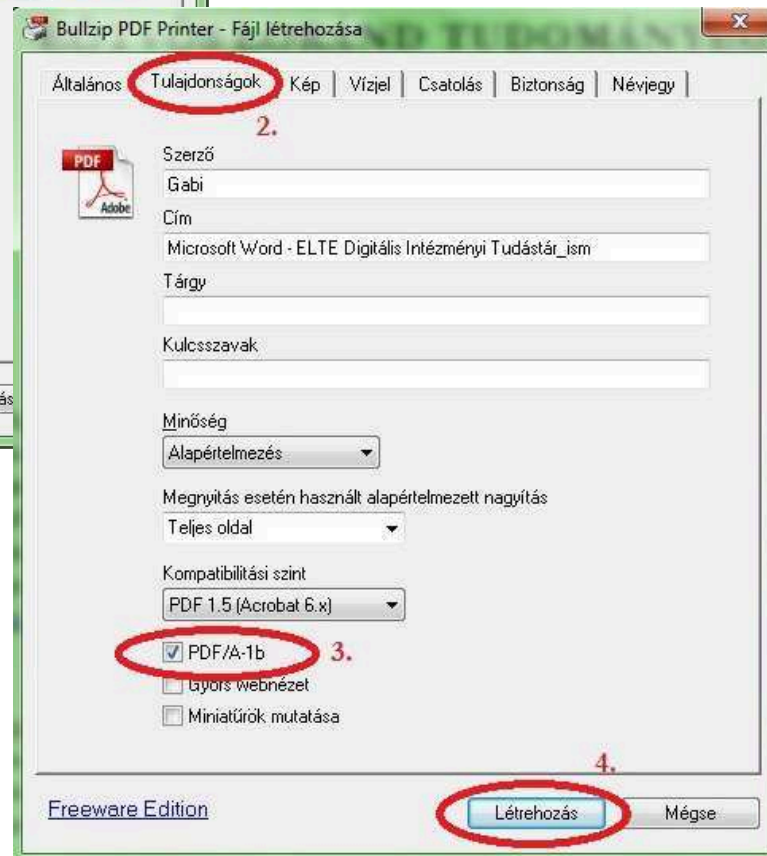 Bullzip PDF Printer - Fájl létrehozása
Általános Tulajdonságok Kép Vízjel Csatolás Biztonság Névjegy
2.
PDF
Adobe
Szerző
Gabi
Cím
Microsoft Word - ELTE Digitális Intézményi Tudástár_ism
Tárgy
Kulcsszavak
Minőség
Alapértelmezés
Megnyitás esetén használt alapértelmezett nagyítás
Teljes oldal
Kompatibilitási szint
PDF 1.5 (Acrobat 6.x)
PDF/A-1b 3.
Gyors webnézet
Miniatűrök mutatása
4.
Freeware Edition Létrehozás Mégse